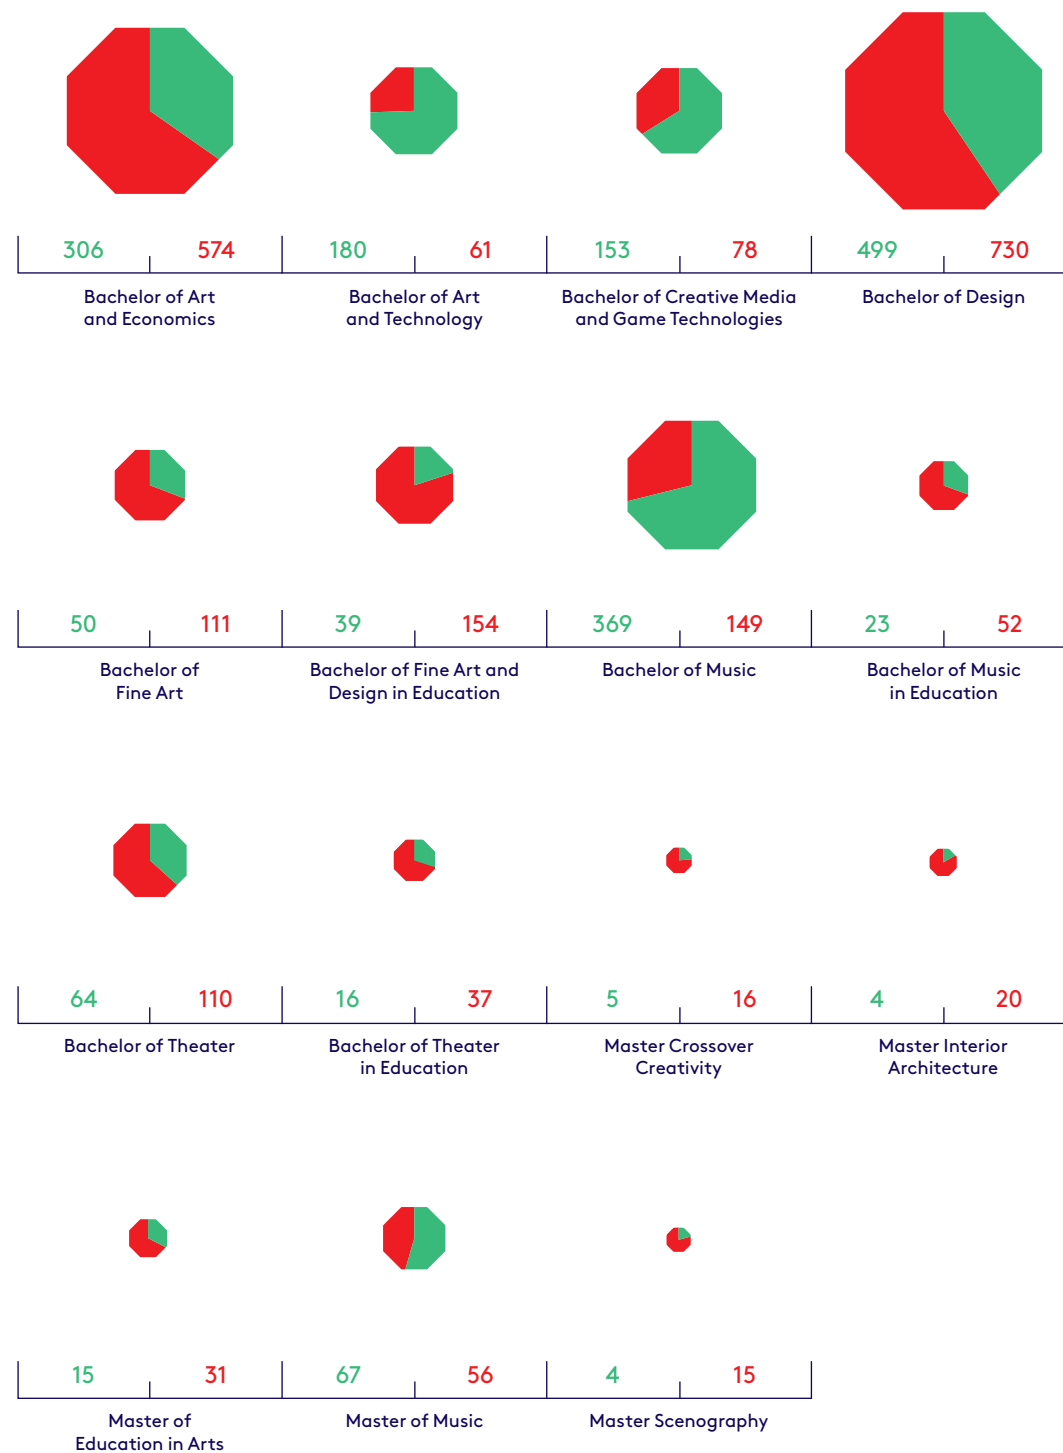 306 574 180 61 153 78 499 730
Bachelor of Art
and Economics
Bachelor of Art
and Technology
Bachelor of Creative Media
and Game Technologies
Bachelor of Design
50 111 39 154 369 149 23 52
Bachelor of
Fine Art
Bachelor of Fine Art and
Design in Education
Bachelor of Music
Bachelor of Music
in Education
64 110 16 37 5 16 4 20
Bachelor of Theater
Bachelor of Theater
in Education
Master Crossover
Creativity
Master Interior
Architecture
15 31 67 56 4 15
Master of
Education in Arts
Master of Music
Master Scenography